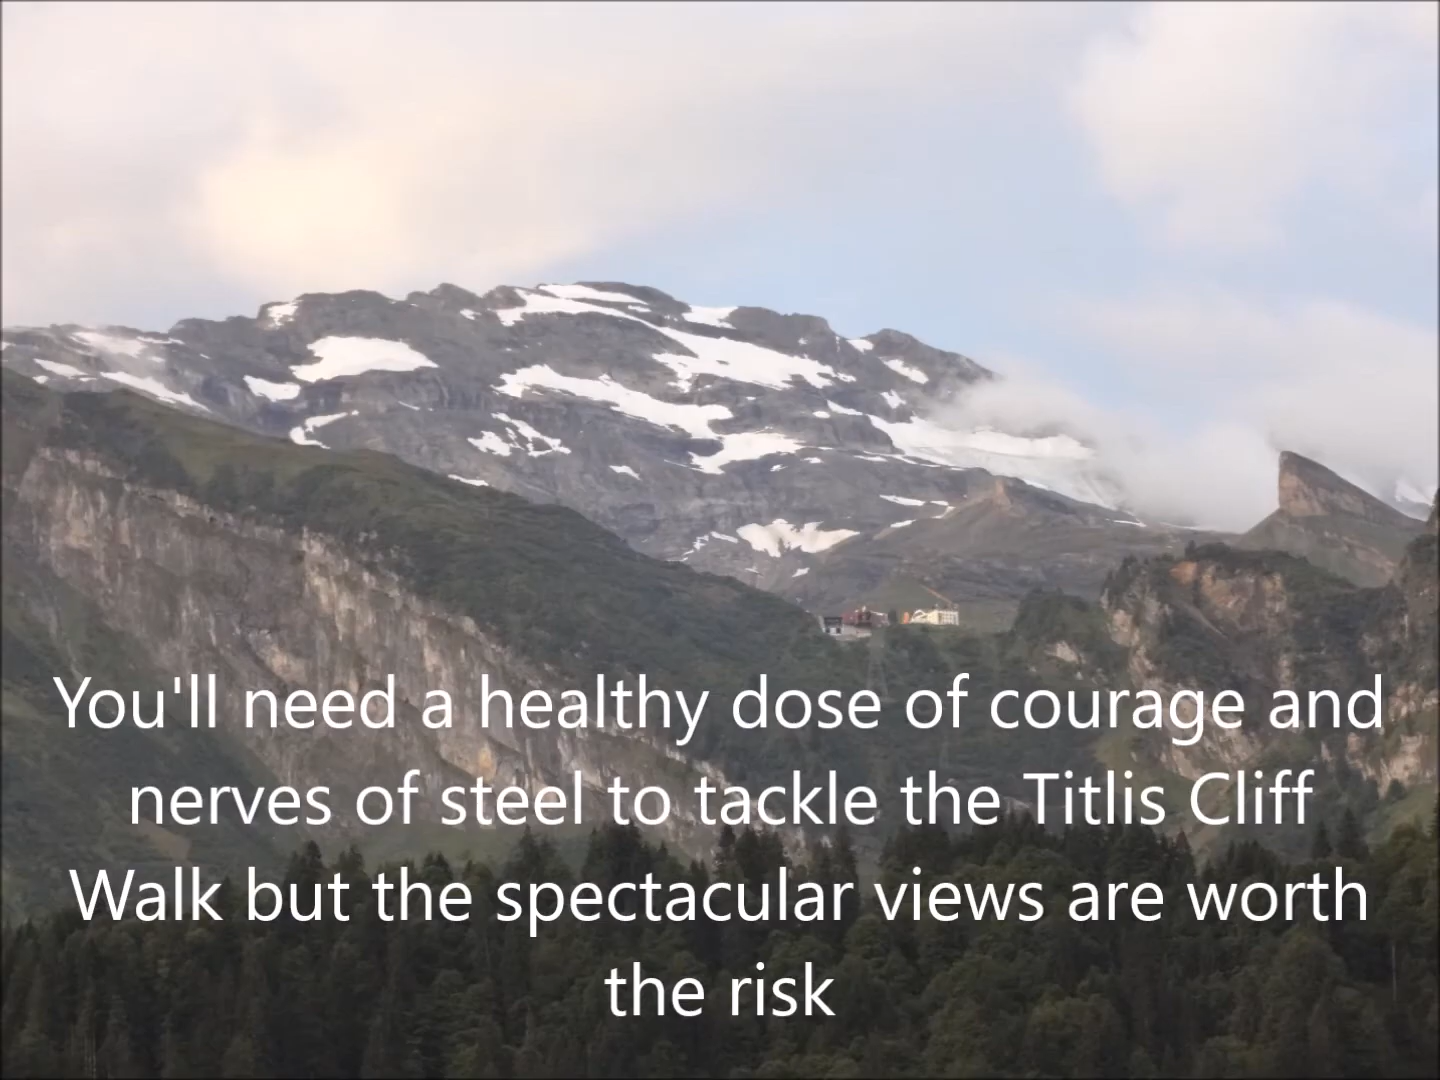 You'll need a healthy dose of courage and
nerves of steel to tackle the Titlis Cliff
Walk but the spectacular views are worth
the risk